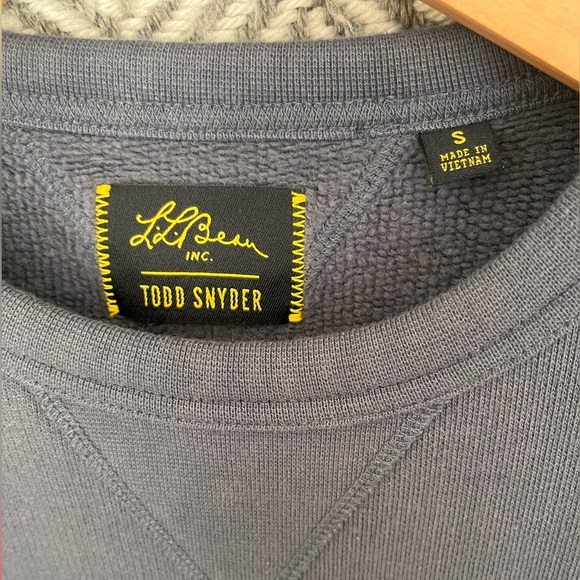 L.L.Bean
INC.
TODD SNYDER
S
MADE IN
VIETNAM